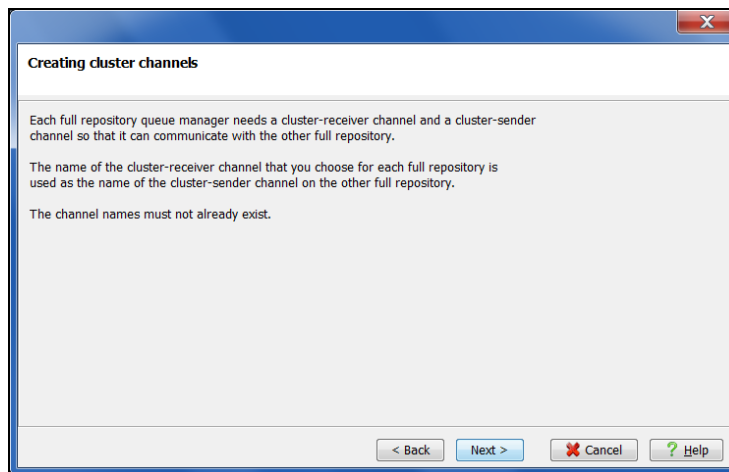 Creating cluster channels
Each full repository queue manager needs a cluster-receiver channel and a cluster-sender
channel so that it can communicate with the other full repository.
The name of the cluster-receiver channel that you choose for each full repository is
used as the name of the cluster-sender channel on the other full repository.
The channel names must not already exist.
< Back Next > Cancel ? Help